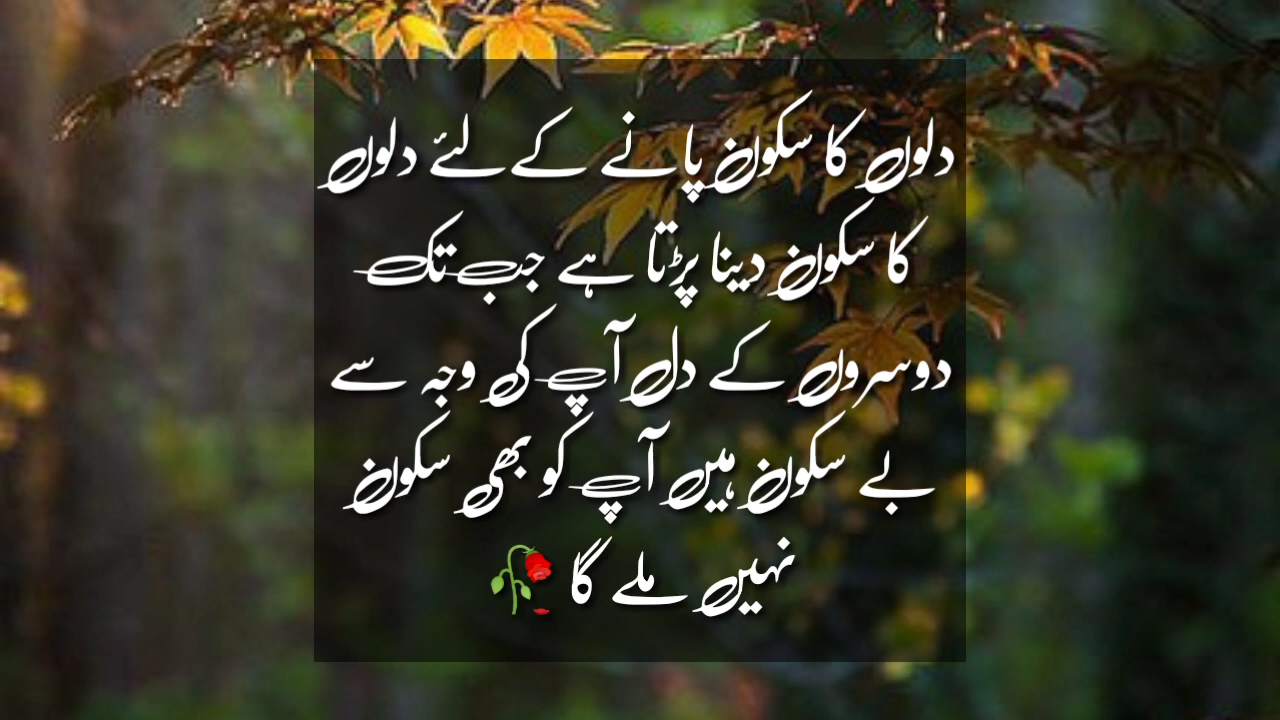 دلوں کا سکون پانے کے لئے دلوں
کا سکون دینا پڑتا ہے جب تک
دوسروں کے دل آپ کی وجہ سے
بے سکون ہیں آپ کو بھی سکون
نہیں ملے گا 🥀